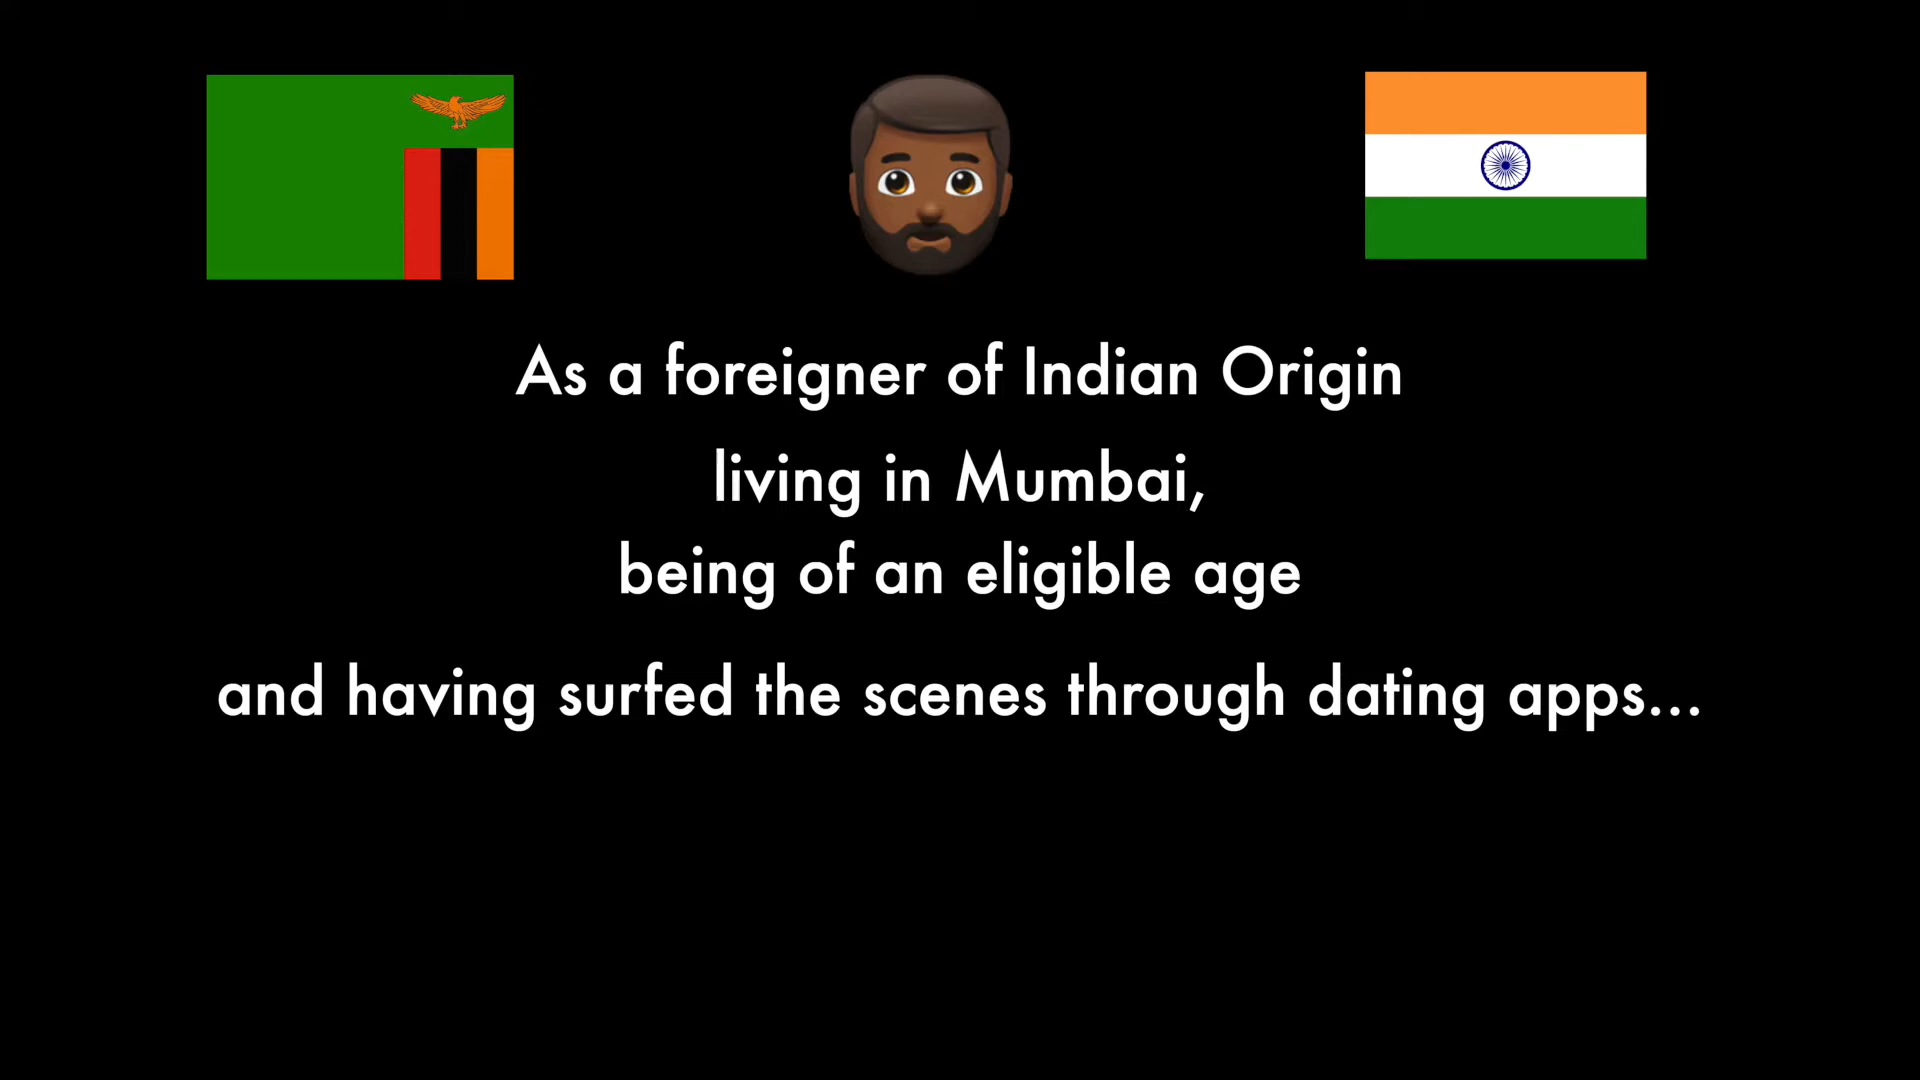 As a foreigner of Indian Origin
living in Mumbai,
being of an eligible age
and having surfed the scenes through dating apps...